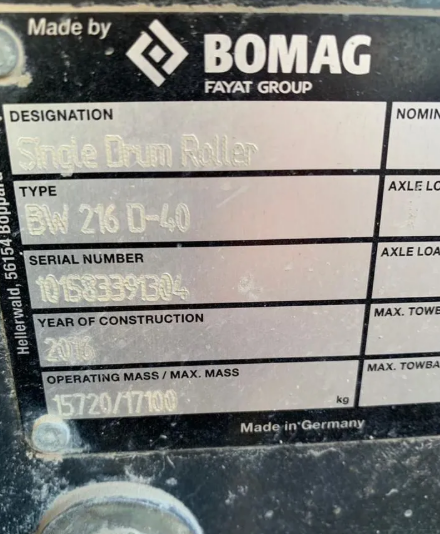 Made by
BOMAG
FAYAT GROUP
DESIGNATION
Single Drum Roller
NOMIN
TYPE
BW 216 D-40
AXLE LO
SERIAL NUMBER
101583391304
AXLE LOA
YEAR OF CONSTRUCTION
2016
MAX. TOWB
OPERATING MASS / MAX. MASS
15720/17100 kg
MAX. TOWBA
Made in Germany
Hellerwald, 56154 Boppard